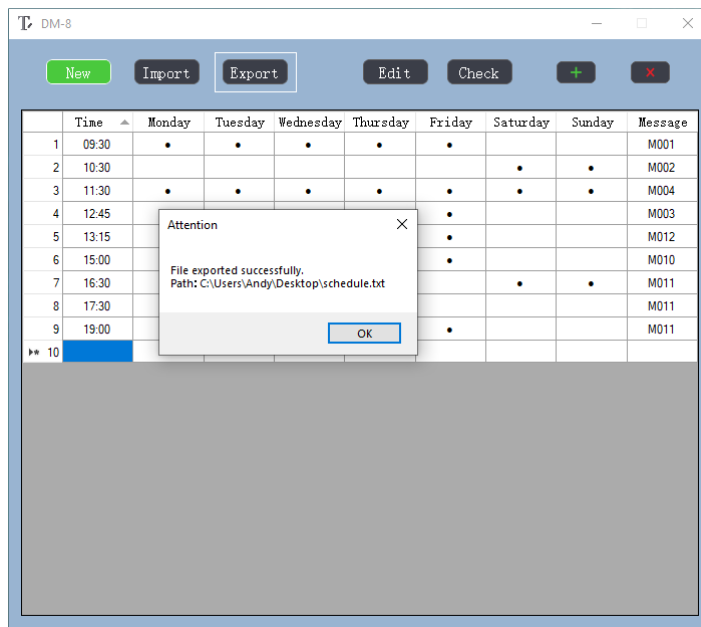 DM-8
New Import Export Edit Check
Time Monday Tuesday Wednesday Thursday Friday Saturday Sunday Message
1 09:30 • • • • • M001
2 10:30 • • M002
3 11:30 • • • • • • • M004
4 12:45 • M003
5 13:15 • M012
6 15:00 • M010
7 16:30 • • M011
8 17:30 M011
9 19:00 • M011
10
Attention
File exported successfully.
Path: C:\Users\Andy\Desktop\schedule.txt
OK